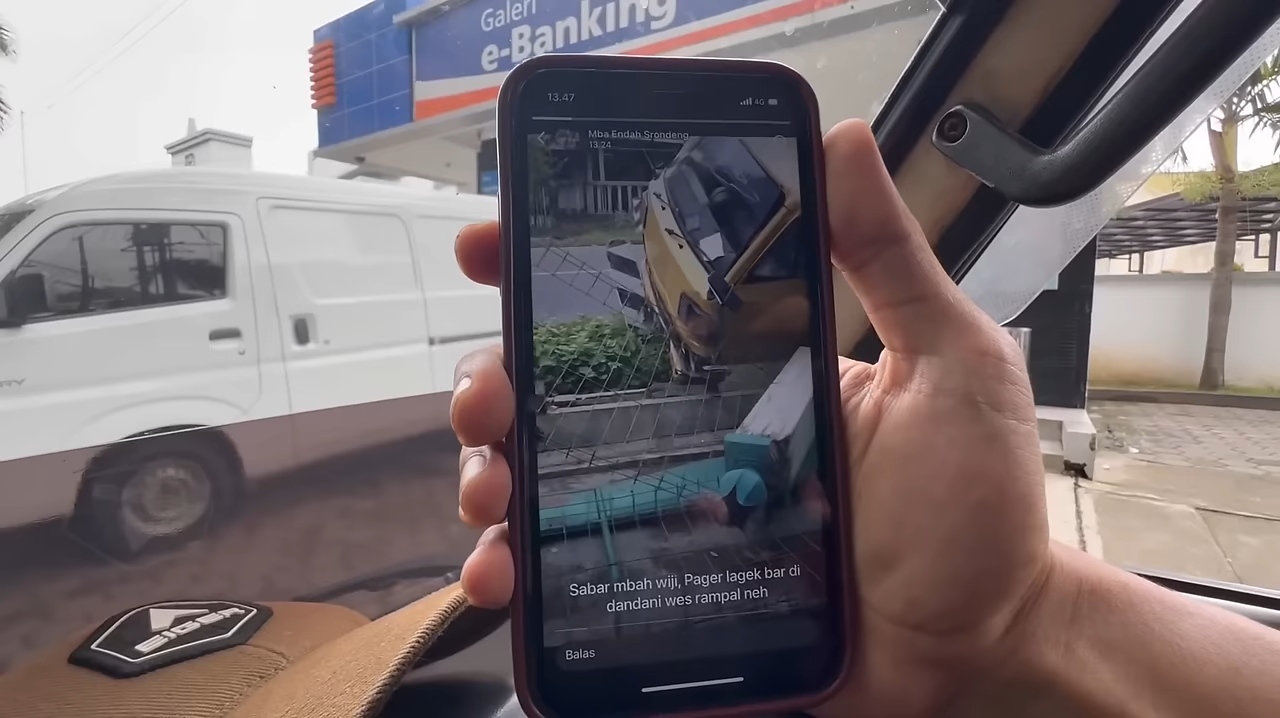 Galeri
e-Banking
13.47
4G
Mba Endah Srondeng
13.24
Sabar mbah wiji, Pager lagek bar di
dandani wes rampal neh
Balas
EIGER